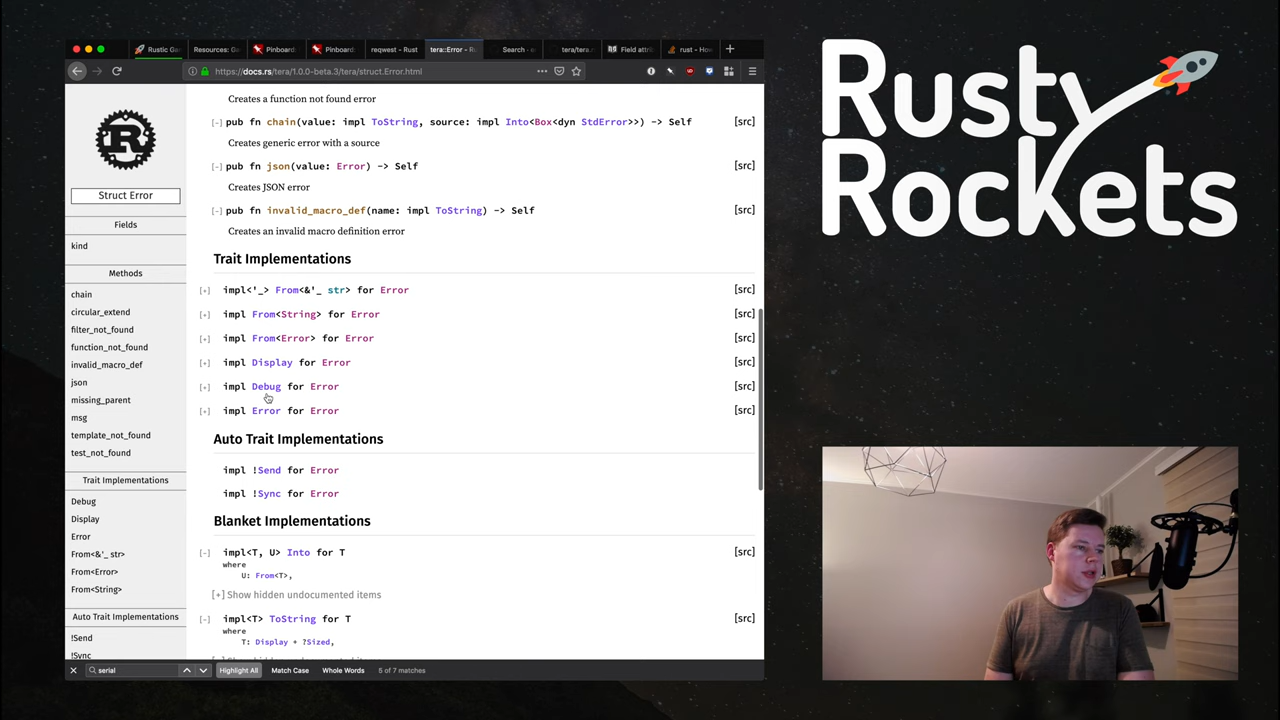 Rustic Ga
Resources: Ga
Pinboard:
Pinboard:
reqwest - Rust
tera::Error - Ru
Search -
tera/tera.
Field attri
rust - How
https://docs.rs/tera/1.0.0-beta.3/tera/struct.Error.html
Struct Error
Fields
kind
Methods
chain
circular_extend
filter_not_found
function_not_found
invalid_macro_def
json
missing_parent
msg
template_not_found
test_not_found
Trait Implementations
Debug
Display
Error
From<&'_ str>
From<Error>
From<String>
Auto Trait Implementations
!Send
!Sync
Creates a function not found error
[-] pub fn chain(value: impl ToString, source: impl Into<Box<dyn StdError>>) -> Self [src]
Creates generic error with a source
[-] pub fn json(value: Error) -> Self [src]
Creates JSON error
[-] pub fn invalid_macro_def(name: impl ToString) -> Self [src]
Creates an invalid macro definition error
Trait Implementations
[+] impl<'_> From<&'_ str> for Error [src]
[+] impl From<String> for Error [src]
[+] impl From<Error> for Error [src]
[+] impl Display for Error [src]
[+] impl Debug for Error [src]
[+] impl Error for Error [src]
Auto Trait Implementations
impl !Send for Error
impl !Sync for Error
Blanket Implementations
[-] impl<T, U> Into for T [src]
where
U: From<T>,
[+] Show hidden undocumented items
[-] impl<T> ToString for T [src]
where
T: Display + ?Sized,
serial
Highlight All
Match Case
Whole Words
5 of 7 matches
Rusty
Rockets